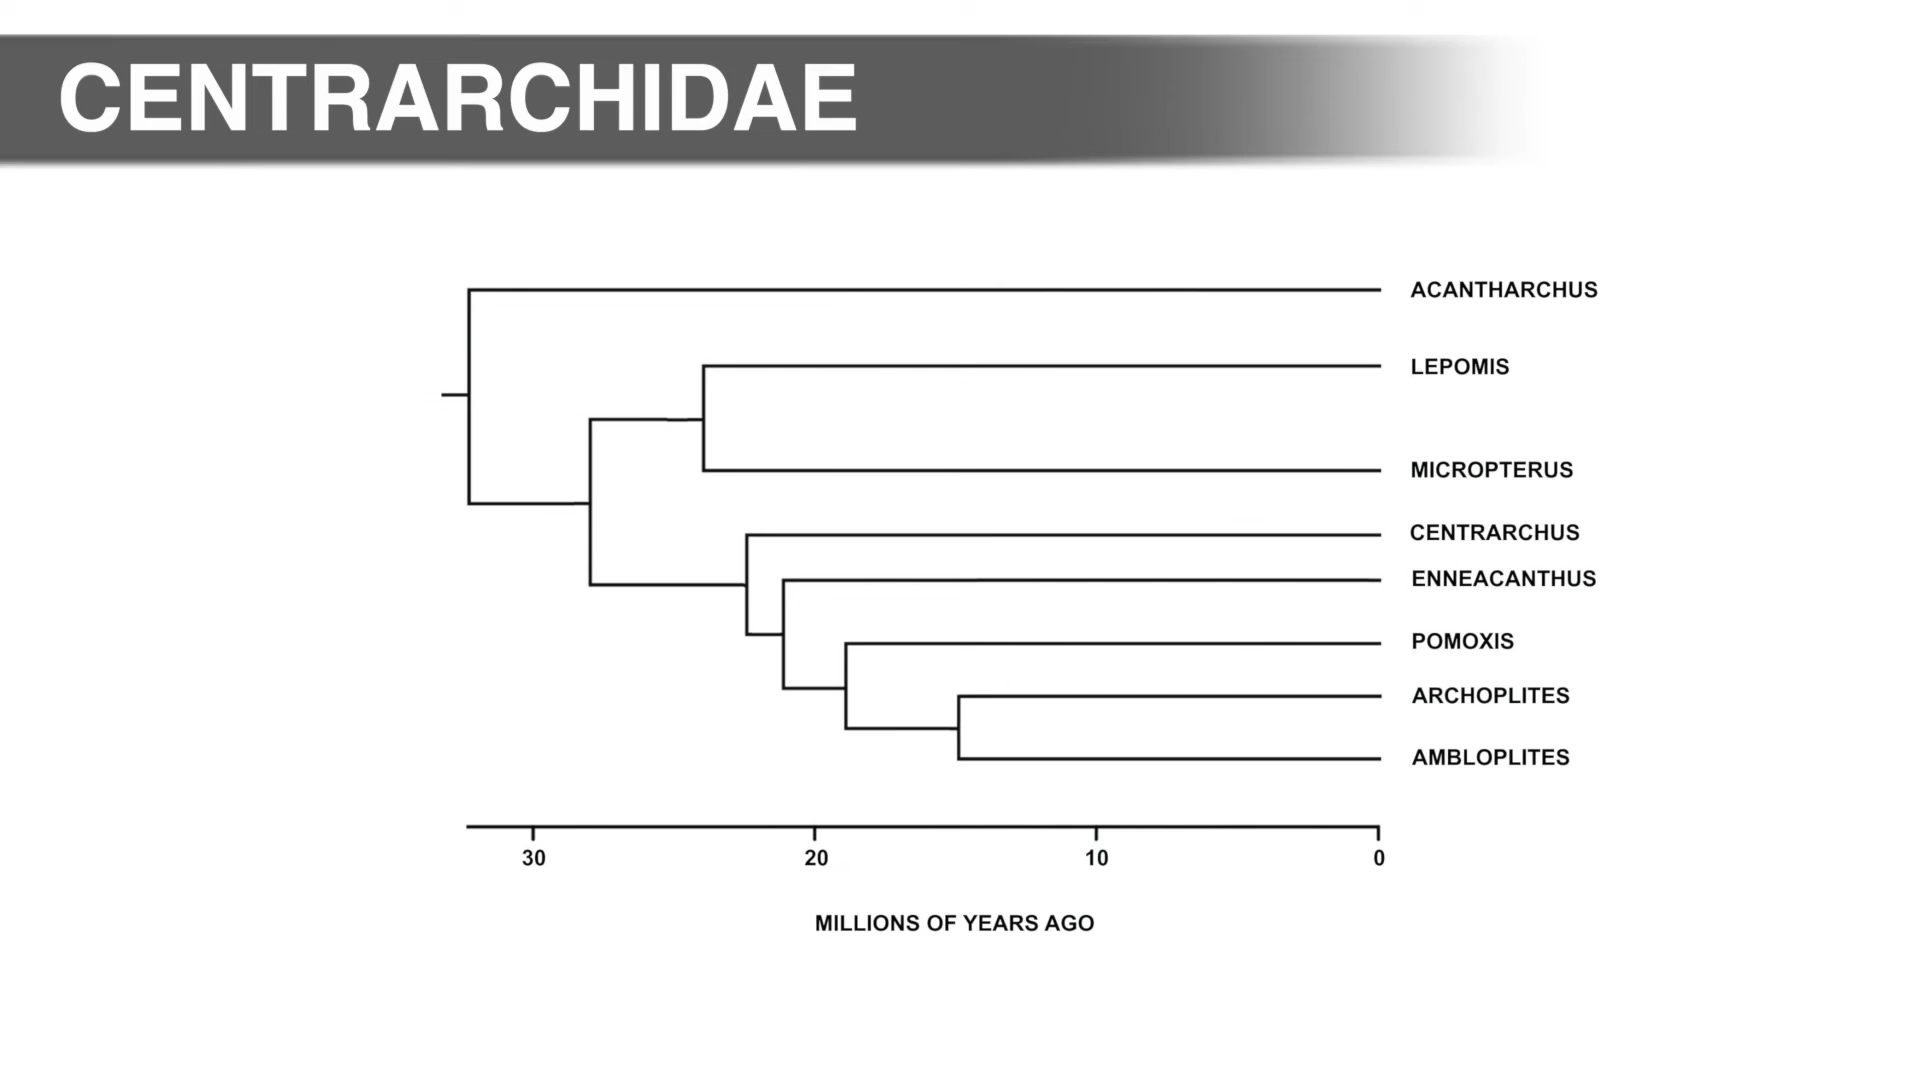 CENTRARCHIDAE
ACANTHARCHUS
LEPOMIS
MICROPTERUS
CENTRARCHUS
ENNEACANTHUS
POMOXIS
ARCHOPLITES
AMBLOPLITES
30 20 10 0
MILLIONS OF YEARS AGO